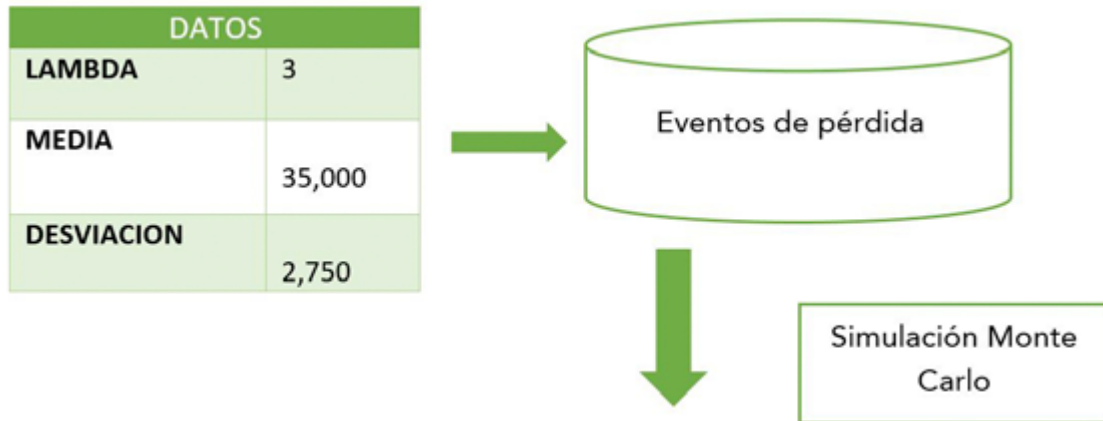 DATOS
LAMBDA 3
MEDIA
35,000
DESVIACION
2,750
Eventos de pérdida
Simulación Monte
Carlo